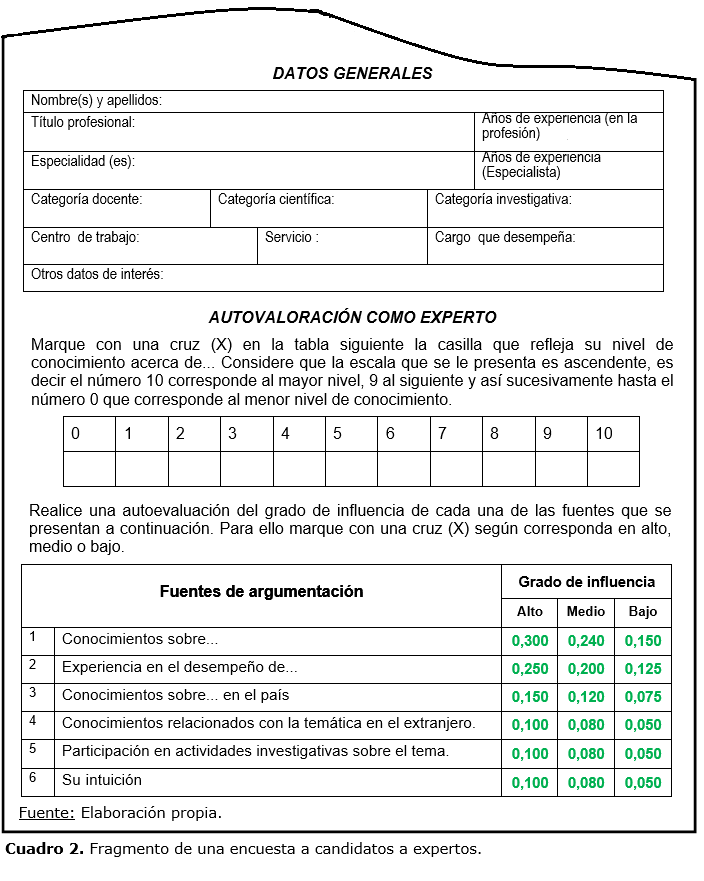 DATOS GENERALES
Nombre(s) y apellidos:
Título profesional:
Años de experiencia (en la
profesión)
Especialidad (es):
Años de experiencia
(Especialista)
Categoría docente:
Categoría científica:
Categoría investigativa:
Centro de trabajo:
Servicio :
Cargo que desempeña:
Otros datos de interés:
AUTOVALORACIÓN COMO EXPERTO
Marque con una cruz (X) en la tabla siguiente la casilla que refleja su nivel de
conocimiento acerca de... Considere que la escala que se le presenta es ascendente, es
decir el número 10 corresponde al mayor nivel, 9 al siguiente y así sucesivamente hasta el
número 0 que corresponde al menor nivel de conocimiento.
0 1 2 3 4 5 6 7 8 9 10
Realice una autoevaluación del grado de influencia de cada una de las fuentes que se
presentan a continuación. Para ello marque con una cruz (X) según corresponda en alto,
medio o bajo.
Fuentes de argumentación
Grado de influencia
Alto Medio Bajo
1 Conocimientos sobre... 0,300 0,240 0,150
2 Experiencia en el desempeño de... 0,250 0,200 0,125
3 Conocimientos sobre... en el país 0,150 0,120 0,075
4 Conocimientos relacionados con la temática en el extranjero. 0,100 0,080 0,050
5 Participación en actividades investigativas sobre el tema. 0,100 0,080 0,050
6 Su intuición 0,100 0,080 0,050
Fuente: Elaboración propia.
Cuadro 2. Fragmento de una encuesta a candidatos a expertos.